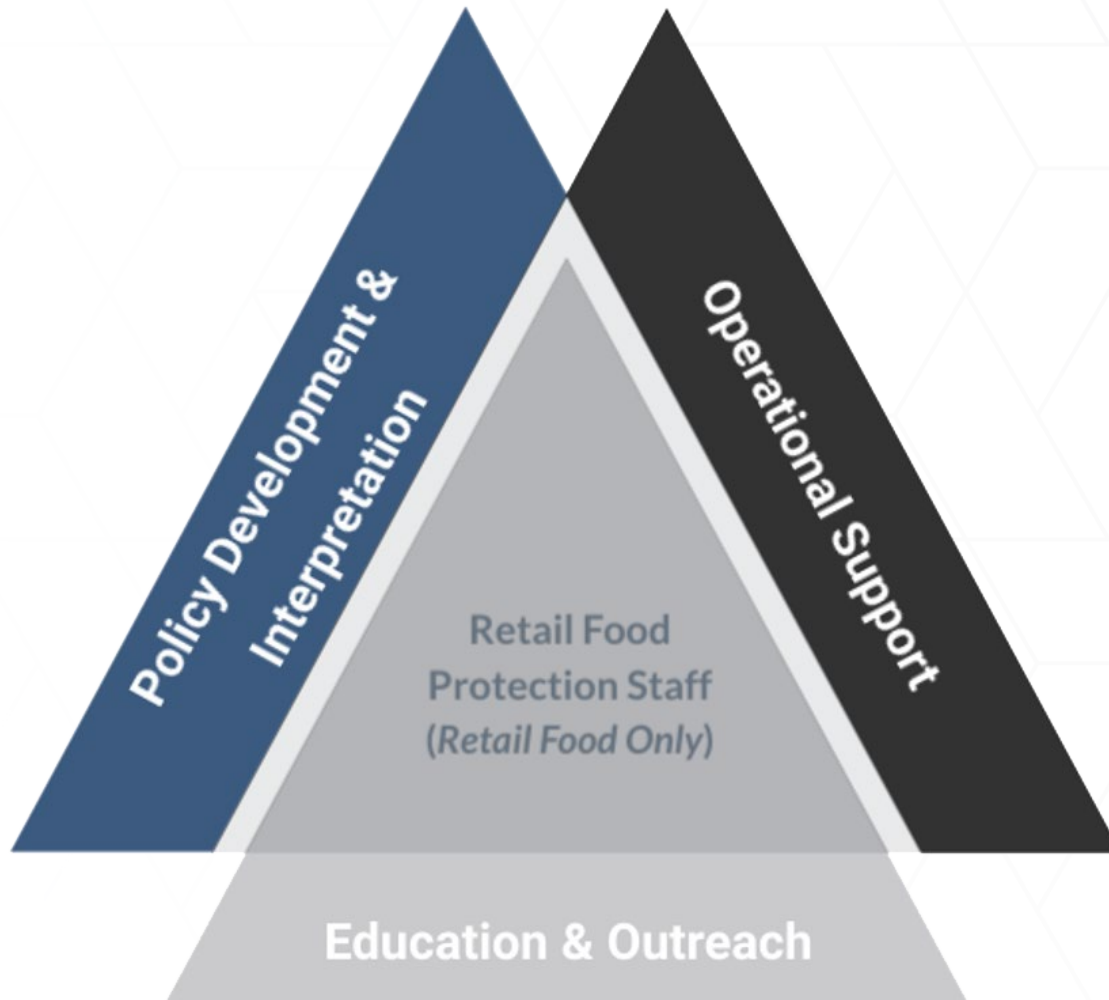 Policy Development &
Interpretation
Operational Support
Retail Food
Protection Staff
(Retail Food Only)
Education & Outreach